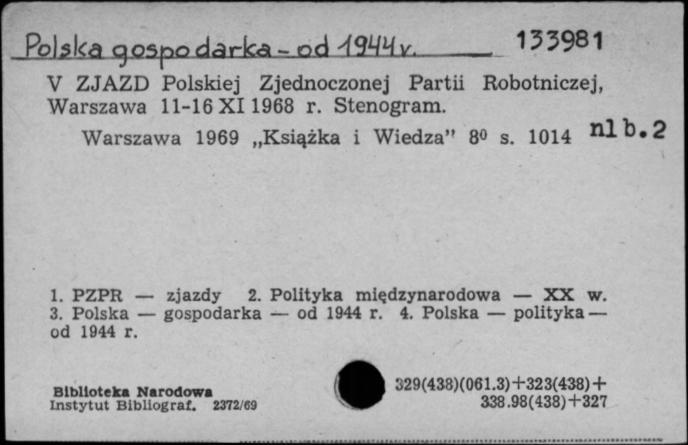 Polska gospodarka - od 1944 r. 133981
V ZJAZD Polskiej Zjednoczonej Partii Robotniczej,
Warszawa 11-16 XI 1968 r. Stenogram.
Warszawa 1969 „Książka i Wiedza” 8⁰ s. 1014 nlb. 2
1. PZPR — zjazdy 2. Polityka międzynarodowa — XX w.
3. Polska — gospodarka — od 1944 r. 4. Polska — polityka —
od 1944 r.
Biblioteka Narodowa
Instytut Bibliograf. 2372/69
329(438)(061.3)+323(438)+
338.98(438)+327